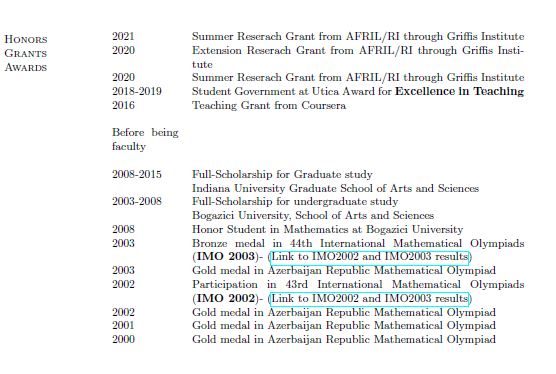 Honors
Grants
Awards
2021 Summer Reserach Grant from AFRIL/RI through Griffis Institute
2020 Extension Reserach Grant from AFRIL/RI through Griffis Insti-
tute
2020 Summer Reserach Grant from AFRIL/RI through Griffis Institute
2018-2019 Student Government at Utica Award for Excellence in Teaching
2016 Teaching Grant from Coursera
Before being
faculty
2008-2015 Full-Scholarship for Graduate study
Indiana University Graduate School of Arts and Sciences
2003-2008 Full-Scholarship for undergraduate study
Bogazici University, School of Arts and Sciences
2008 Honor Student in Mathematics at Bogazici University
2003 Bronze medal in 44th International Mathematical Olympiads
(IMO 2003)- (Link to IMO2002 and IMO2003 results)
2003 Gold medal in Azerbaijan Republic Mathematical Olympiad
2002 Participation in 43rd International Mathematical Olympiads
(IMO 2002)- (Link to IMO2002 and IMO2003 results)
2002 Gold medal in Azerbaijan Republic Mathematical Olympiad
2001 Gold medal in Azerbaijan Republic Mathematical Olympiad
2000 Gold medal in Azerbaijan Republic Mathematical Olympiad